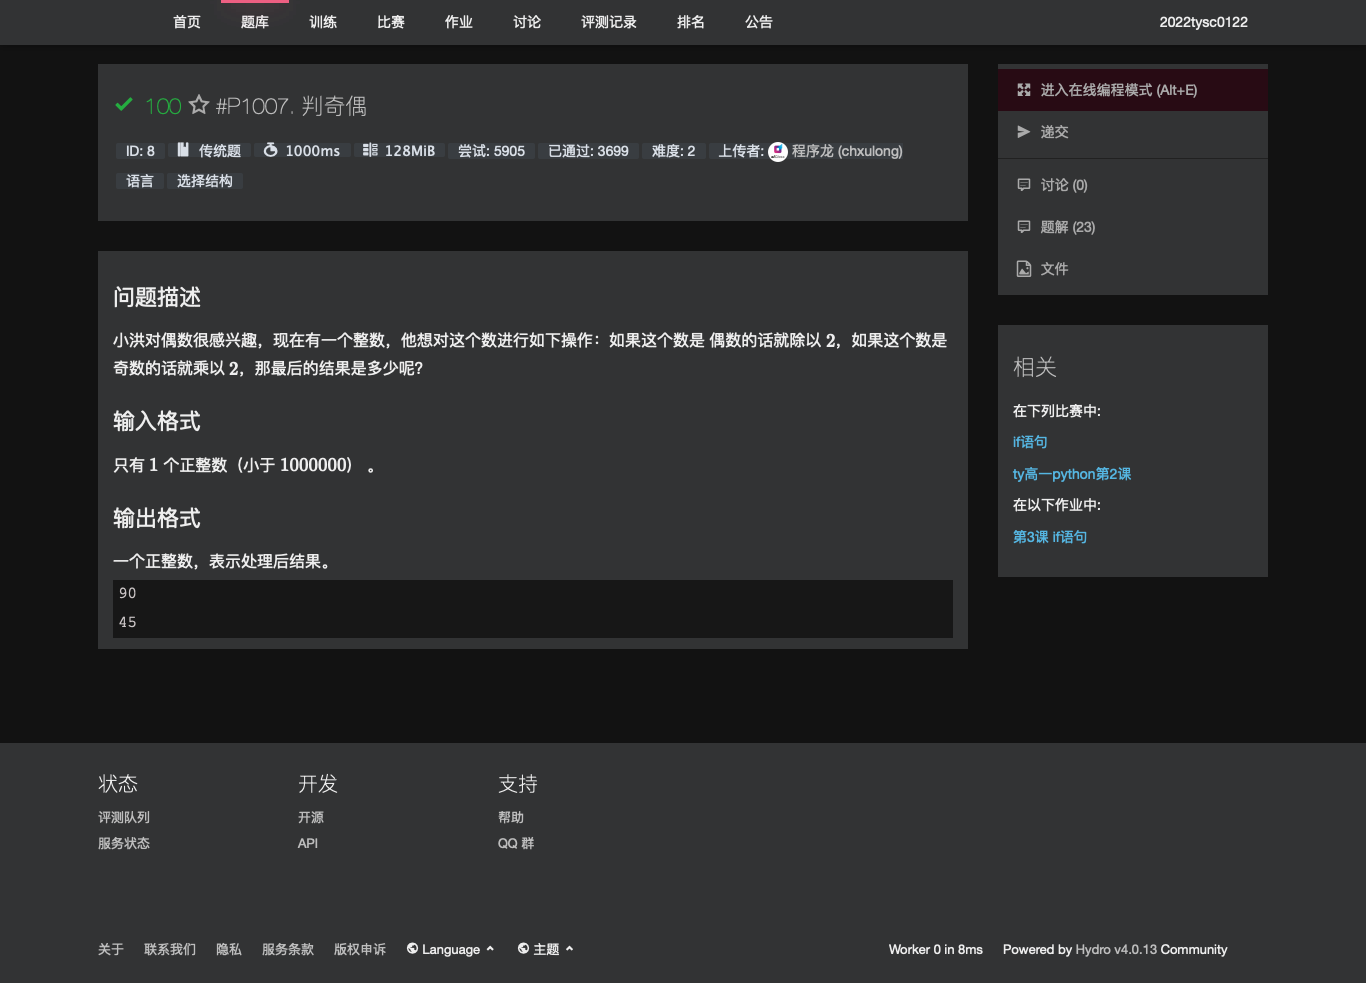 首页 题库 训练 比赛 作业 讨论 评测记录 排名 公告 2022tysc0122
100 #P1007. 判奇偶
ID: 8 传统题 1000ms 128MiB 尝试: 5905 已通过: 3699 难度: 2 上传者: 程序龙 (chxulong)
语言 选择结构
问题描述
小洪对偶数很感兴趣，现在有一个整数，他想对这个数进行如下操作：如果这个数是 偶数的话就除以 2，如果这个数是
奇数的话就乘以 2，那最后的结果是多少呢?
输入格式
只有 1 个正整数（小于 1000000） 。
输出格式
一个正整数，表示处理后结果。
90
45
进入在线编程模式 (Alt+E)
递交
讨论 (0)
题解 (23)
文件
相关
在下列比赛中:
if语句
ty高一python第2课
在以下作业中:
第3课 if语句
状态
评测队列
服务状态
开发
开源
API
支持
帮助
QQ 群
关于 联系我们 隐私 服务条款 版权申诉 Language 主题 Worker 0 in 8ms Powered by Hydro v4.0.13 Community